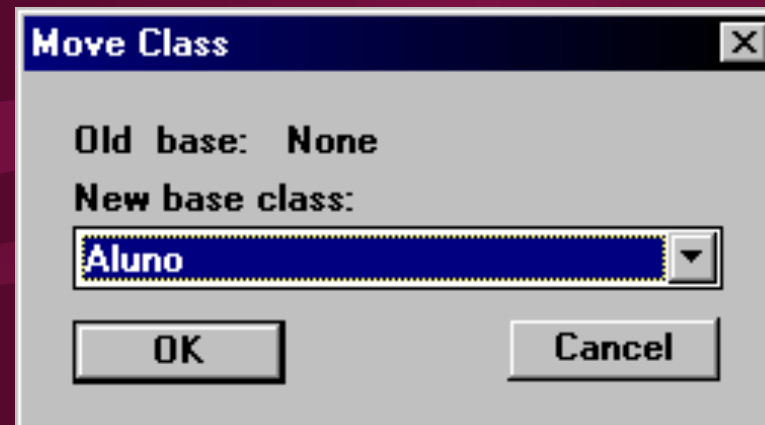 Move Class
Old base: None
New base class:
Aluno
OK Cancel